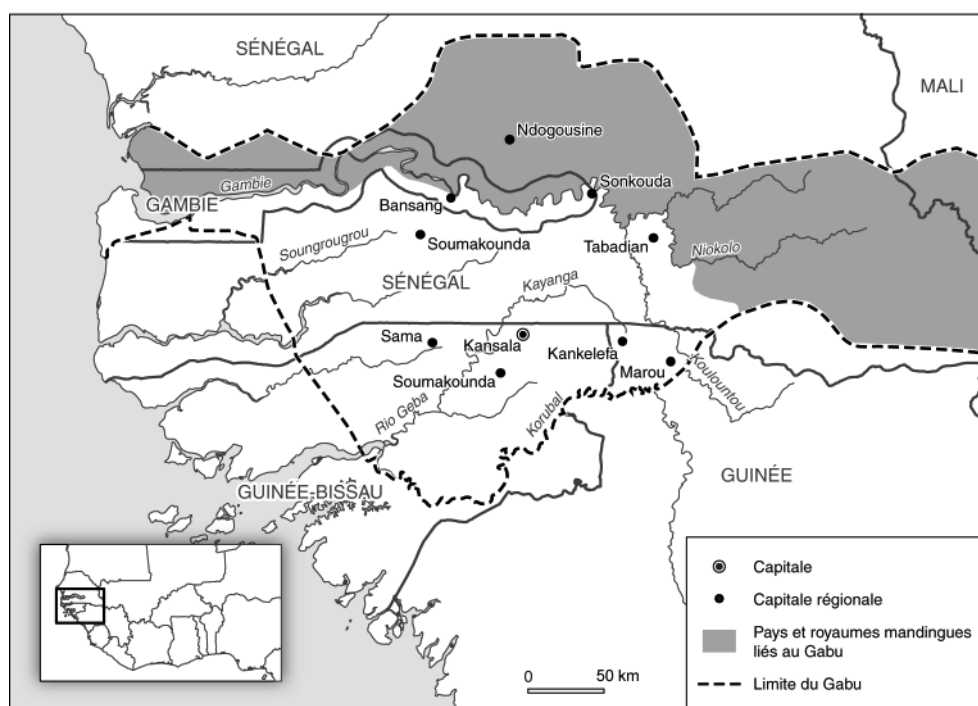 SÉNÉGAL
MALI
Ndogousine
Sonkouda
Gambie
GAMBIE
Bansang
Soumakounda
Tabadian
Niokolo
Soungrougrou
SÉNÉGAL
Kayanga
Sama
Kansala
Kankelefa
Marou
Koulountou
Soumakounda
Rio Geba
Korubal
GUINÉE
GUINÉE-BISSAU
Capitale
Capitale régionale
Pays et royaumes mandingues
liés au Gabu
Limite du Gabu
0 50 km